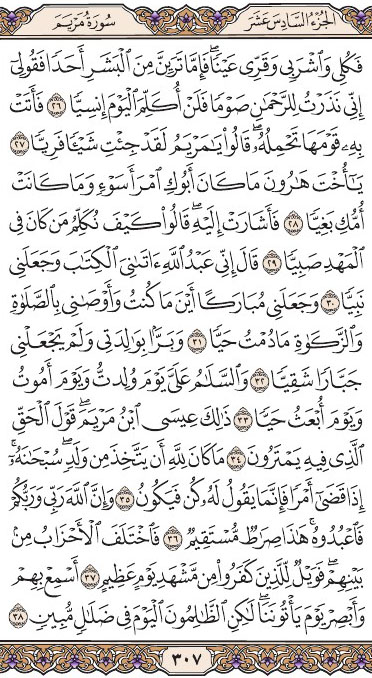 سُورَةُ مَرْيَمَ الجُزْءُ السَّادِسَ عَشَرَ
فَكُلِي وَٱشْرَبِي وَقَرِّي عَيْنٗاۖ فَإِمَّا تَرَيِنَّ مِنَ ٱلۡبَشَرِ أَحَدٗا فَقُولِيٓ
إِنِّي نَذَرۡتُ لِلرَّحۡمَٰنِ صَوۡمٗا فَلَنۡ أُكَلِّمَ ٱلۡيَوۡمَ إِنسِيّٗا ٢٦ فَأَتَتۡ
بِهِۦ قَوۡمَهَا تَحۡمِلُهُۥۖ قَالُواْ يَٰمَرۡيَمُ لَقَدۡ جِئۡتِ شَيۡـٔٗا فَرِيّٗا ٢٧
يَٰٓأُخۡتَ هَٰرُونَ مَا كَانَ أَبُوكِ ٱمۡرَأَ سَوۡءٖ وَمَا كَانَتۡ
أُمُّكِ بَغِيّٗا ٢٨ فَأَشَارَتۡ إِلَيۡهِۖ قَالُواْ كَيۡفَ نُكَلِّمُ مَن كَانَ فِي
ٱلۡمَهۡدِ صَبِيّٗا ٢٩ قَالَ إِنِّي عَبۡدُ ٱللَّهِ ءَاتَىٰنِيَ ٱلۡكِتَٰبَ وَجَعَلَنِي
نَبِيّٗا ٣٠ وَجَعَلَنِي مُبَارَكًا أَيۡنَ مَا كُنتُ وَأَوۡصَٰنِي بِٱلصَّلَوٰةِ
وَٱلزَّكَوٰةِ مَا دُمۡتُ حَيّٗا ٣١ وَبَرَّۢا بِوَٰلِدَتِي وَلَمۡ يَجۡعَلۡنِي
جَبَّارٗا شَقِيّٗا ٣٢ وَٱلسَّلَٰمُ عَلَيَّ يَوۡمَ وُلِدتُّ وَيَوۡمَ أَمُوتُ
وَيَوۡمَ أُبۡعَثُ حَيّٗا ٣٣ ذَٰلِكَ عِيسَى ٱبۡنُ مَرۡيَمَۖ قَوۡلَ ٱلۡحَقِّ
ٱلَّذِي فِيهِ يَمۡتَرُونَ ٣٤ مَا كَانَ لِلَّهِ أَن يَتَّخِذَ مِن وَلَدٖۖ سُبۡحَٰنَهُۥٓۚ
إِذَا قَضَىٰٓ أَمۡرٗا فَإِنَّمَا يَقُولُ لَهُۥ كُن فَيَكُونُ ٣٥ وَإِنَّ ٱللَّهَ رَبِّي وَرَبُّكُمۡ
فَٱعۡبُدُوهُۚ هَٰذَا صِرَٰطٞ مُّسۡتَقِيمٞ ٣٦ فَٱخۡتَلَفَ ٱلۡأَحۡزَابُ مِنۢ
بَيۡنِهِمۡۖ فَوَيۡلٞ لِّلَّذِينَ كَفَرُواْ مِن مَّشۡهَدِ يَوۡمٍ عَظِيمٍ ٣٧ أَسۡمِعۡ بِهِمۡ
وَأَبۡصِرۡ يَوۡمَ يَأۡتُونَنَا لَٰكِنِ ٱلظَّٰلِمُونَ ٱلۡيَوۡمَ فِي ضَلَٰلٖ مُّبِينٖ ٣٨
٣٠٧